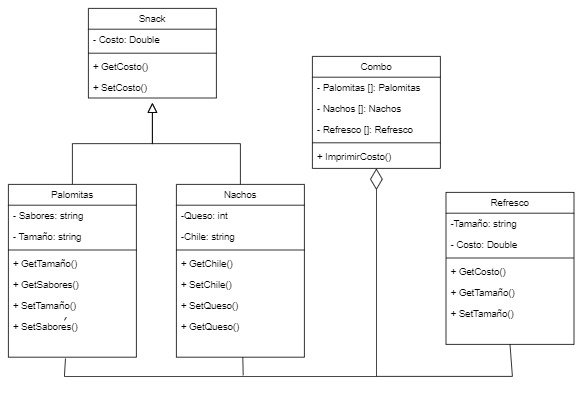 Snack
- Costo: Double
+ GetCosto()
+ SetCosto()
Combo
- Palomitas []: Palomitas
- Nachos []: Nachos
- Refresco []: Refresco
+ ImprimirCosto()
Palomitas
- Sabores: string
- Tamaño: string
+ GetTamaño()
+ GetSabores()
+ SetTamaño()
+ SetSabores()
Nachos
-Queso: int
-Chile: string
+ GetChile()
+ SetChile()
+ SetQueso()
+ GetQueso()
Refresco
-Tamaño: string
- Costo: Double
+ GetCosto()
+ GetTamaño()
+ SetTamaño()